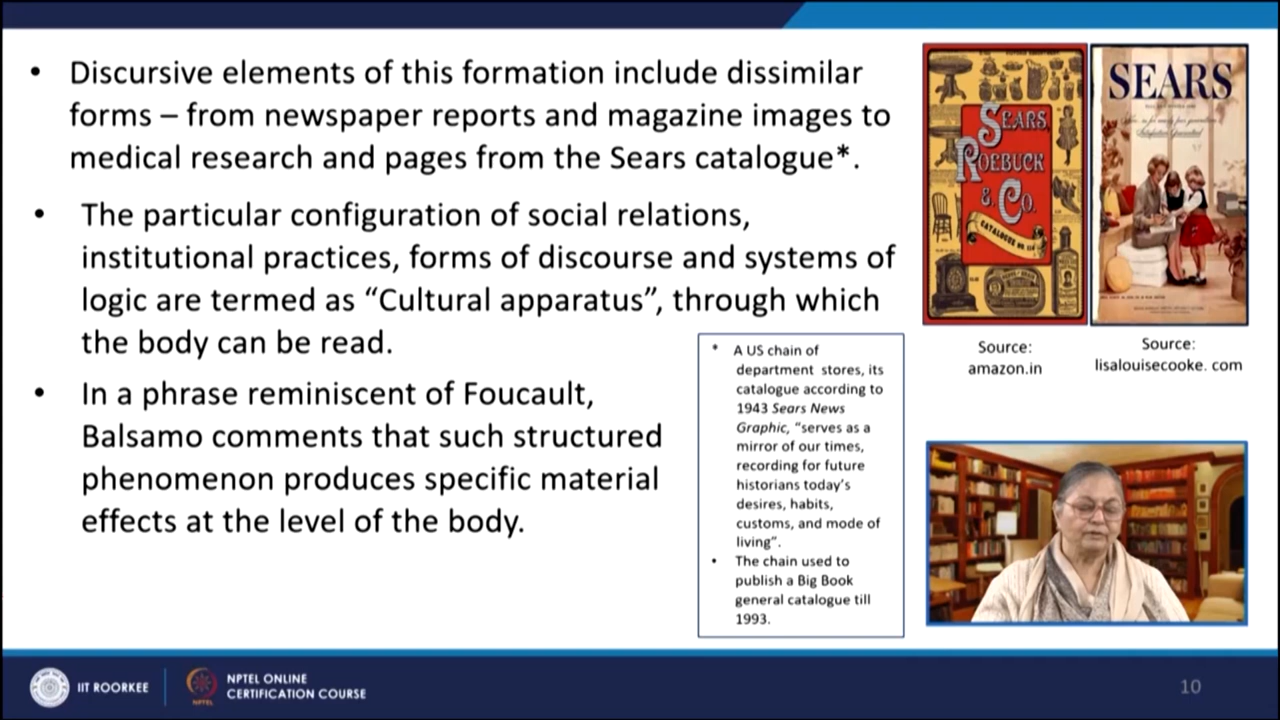 • Discursive elements of this formation include dissimilar
forms – from newspaper reports and magazine images to
medical research and pages from the Sears catalogue*.
• The particular configuration of social relations,
institutional practices, forms of discourse and systems of
logic are termed as “Cultural apparatus”, through which
the body can be read.
• In a phrase reminiscent of Foucault,
Balsamo comments that such structured
phenomenon produces specific material
effects at the level of the body.
* A US chain of
department stores, its
catalogue according to
1943 Sears News
Graphic, “serves as a
mirror of our times,
recording for future
historians today’s
desires, habits,
customs, and mode of
living”.
• The chain used to
publish a Big Book
general catalogue till
1993.
SEARS,
ROEBUCK
& Co.
SEARS
Satisfaction Guaranteed
Source:
amazon.in
Source:
lisalouisecooke. com
IIT ROORKEE
NPTEL
NPTEL ONLINE
CERTIFICATION COURSE
10